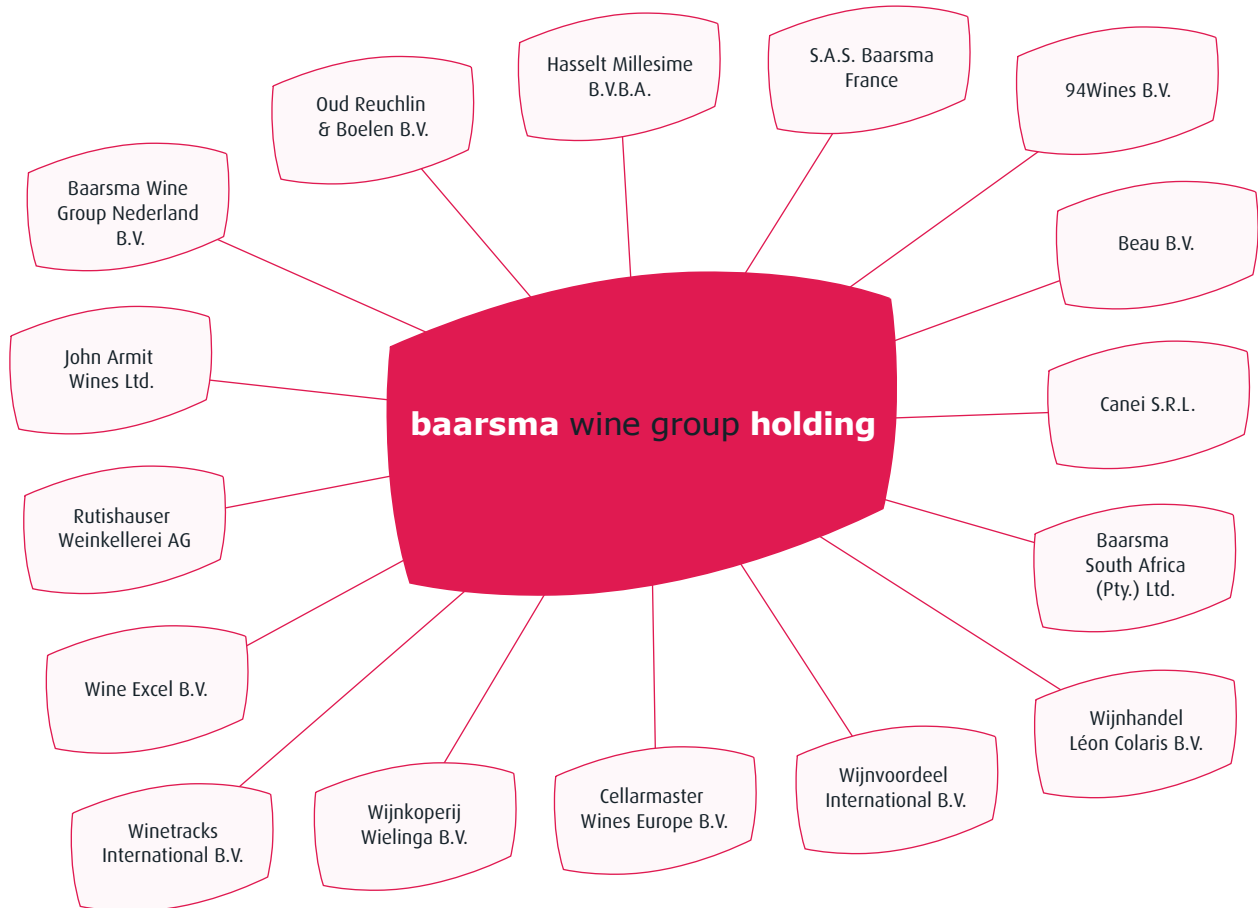 Hasselt Millesime
B.V.B.A.
S.A.S. Baarsma
France
94Wines B.V.
Oud Reuchlin
& Boelen B.V.
Baarsma Wine
Group Nederland
B.V.
Beau B.V.
John Armit
Wines Ltd.
Canei S.R.L.
baarsma wine group holding
Rutishauser
Weinkellerei AG
Baarsma
South Africa
(Pty.) Ltd.
Wine Excel B.V.
Wijnhandel
Léon Colaris B.V.
Winetracks
International B.V.
Wijnkoperij
Wielinga B.V.
Cellarmaster
Wines Europe B.V.
Wijnvoordeel
International B.V.